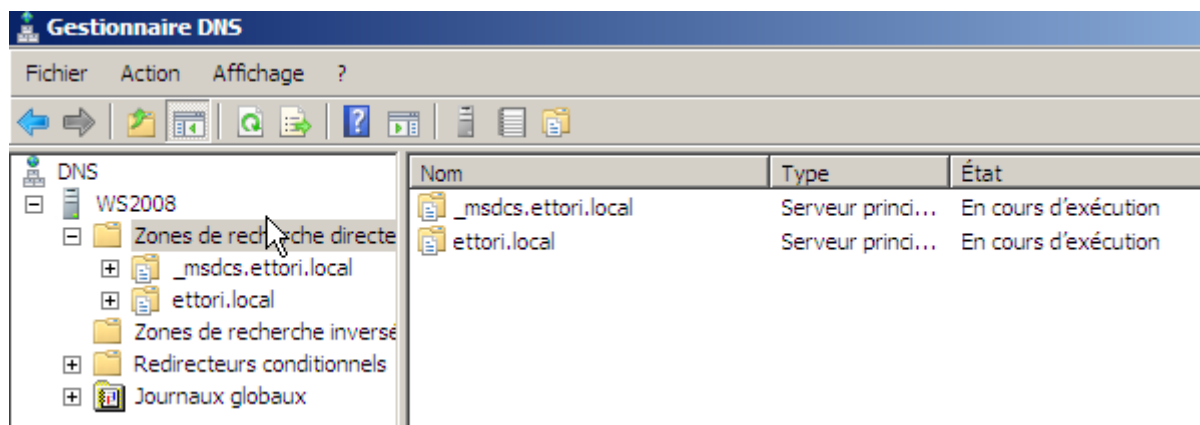 Gestionnaire DNS
Fichier Action Affichage ?
DNS
WS2008
Zones de recherche directe
_msdcs.ettori.local
ettori.local
Zones de recherche inversé
Redirecteurs conditionnels
Journaux globaux
Nom Type État
_msdcs.ettori.local Serveur princi... En cours d'exécution
ettori.local Serveur princi... En cours d'exécution